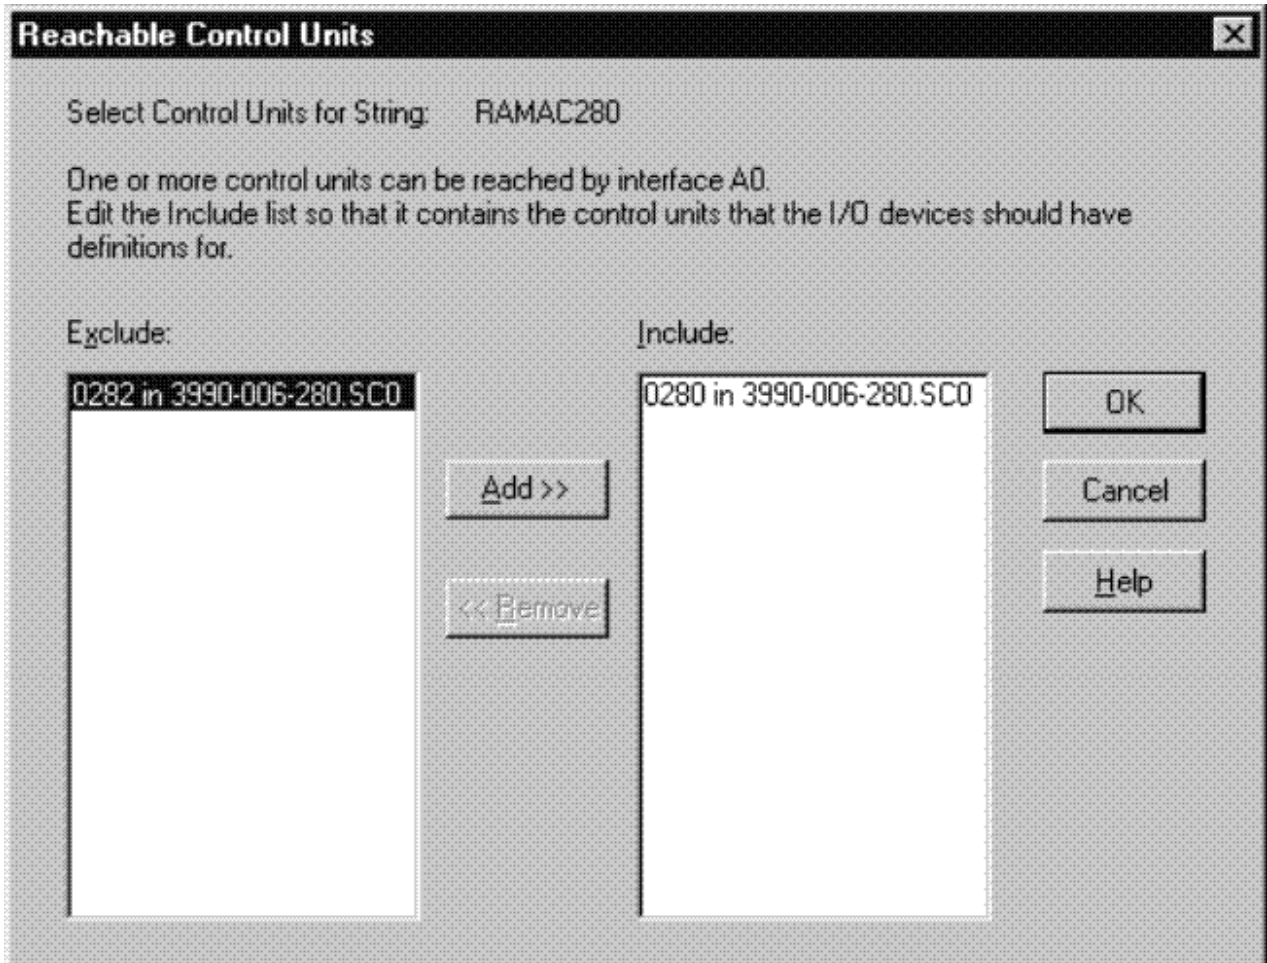 Reachable Control Units
Select Control Units for String: RAMAC280
One or more control units can be reached by interface A0.
Edit the Include list so that it contains the control units that the I/O devices should have
definitions for.
Exclude:
Include:
0282 in 3990-006-280.SC0
0280 in 3990-006-280.SC0
OK
Add >>
Cancel
<< Remove
Help